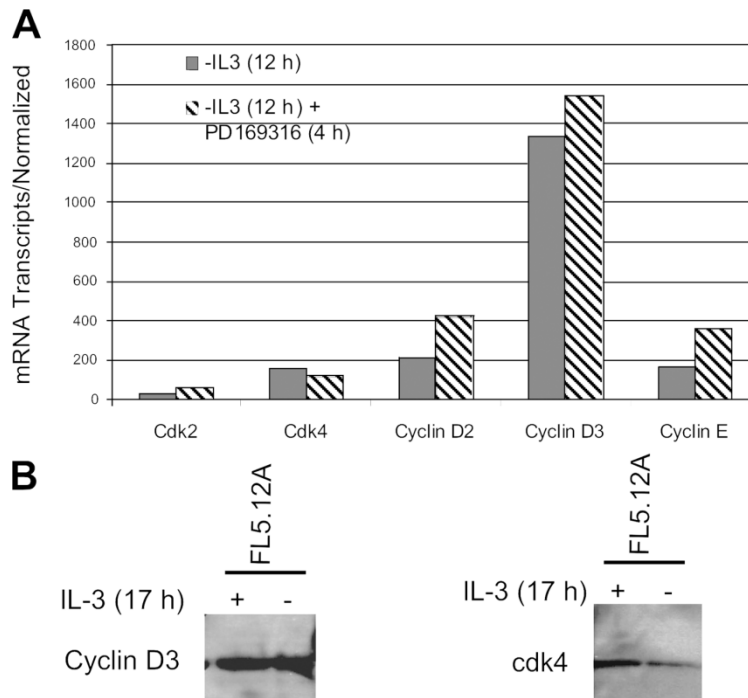 A
mRNA Transcripts/Normalized
1800
1600
1400
1200
1000
800
600
400
200
0
-IL3 (12 h)
-IL3 (12 h) +
PD169316 (4 h)
Cdk2 Cdk4 Cyclin D2 Cyclin D3 Cyclin E
B
FL5.12A
IL-3 (17 h) + -
Cyclin D3
FL5.12A
IL-3 (17 h) + -
cdk4